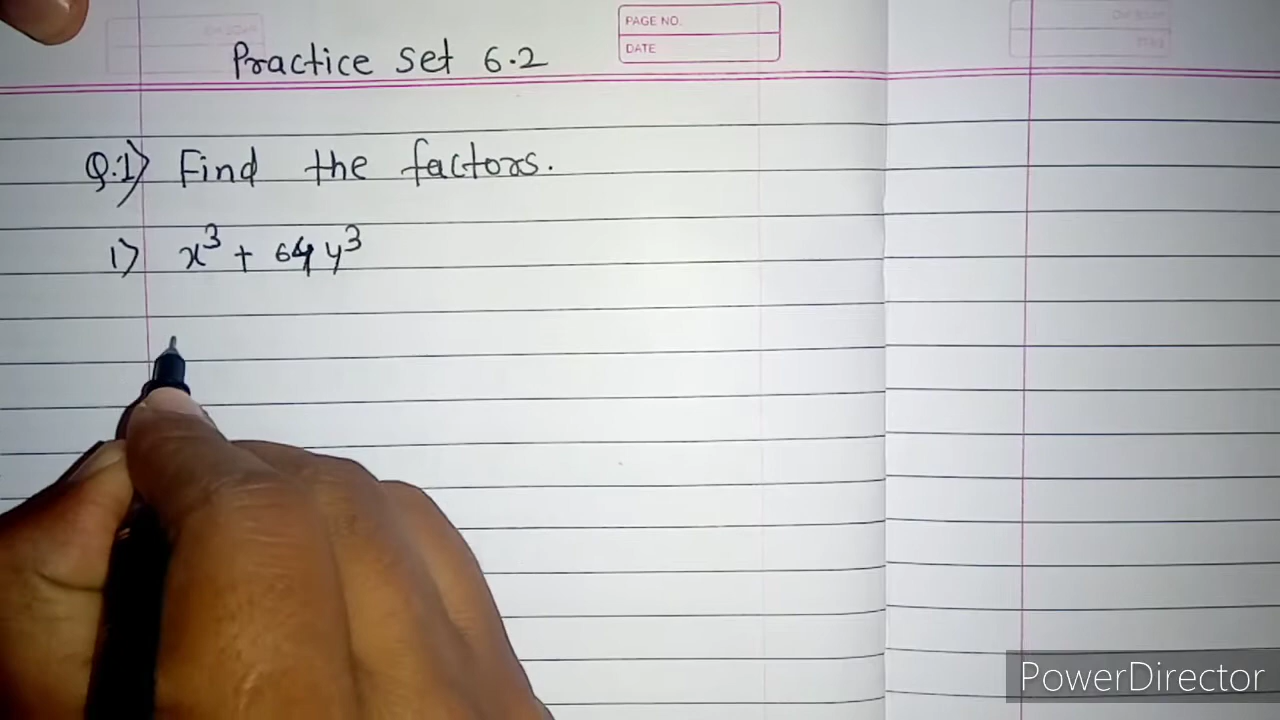 PAGE NO.
DATE
Practice Set 6.2
Q.1) Find the factors.
1) x³ + 64y³
PowerDirector